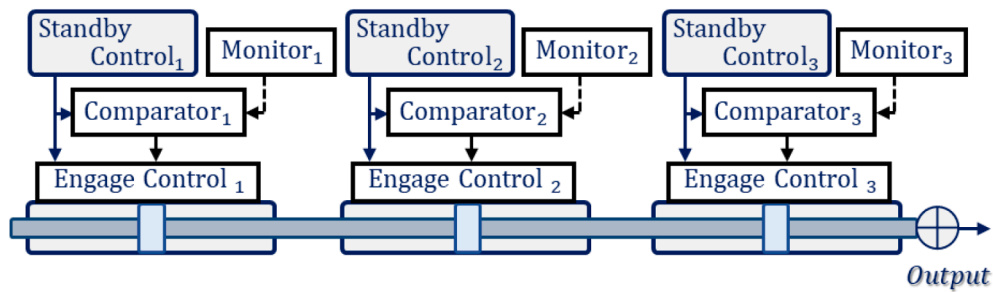 Standby
Control₁
Monitor₁
Comparator₁
Engage Control ₁
Standby
Control₂
Monitor₂
Comparator₂
Engage Control ₂
Standby
Control₃
Monitor₃
Comparator₃
Engage Control ₃
Output